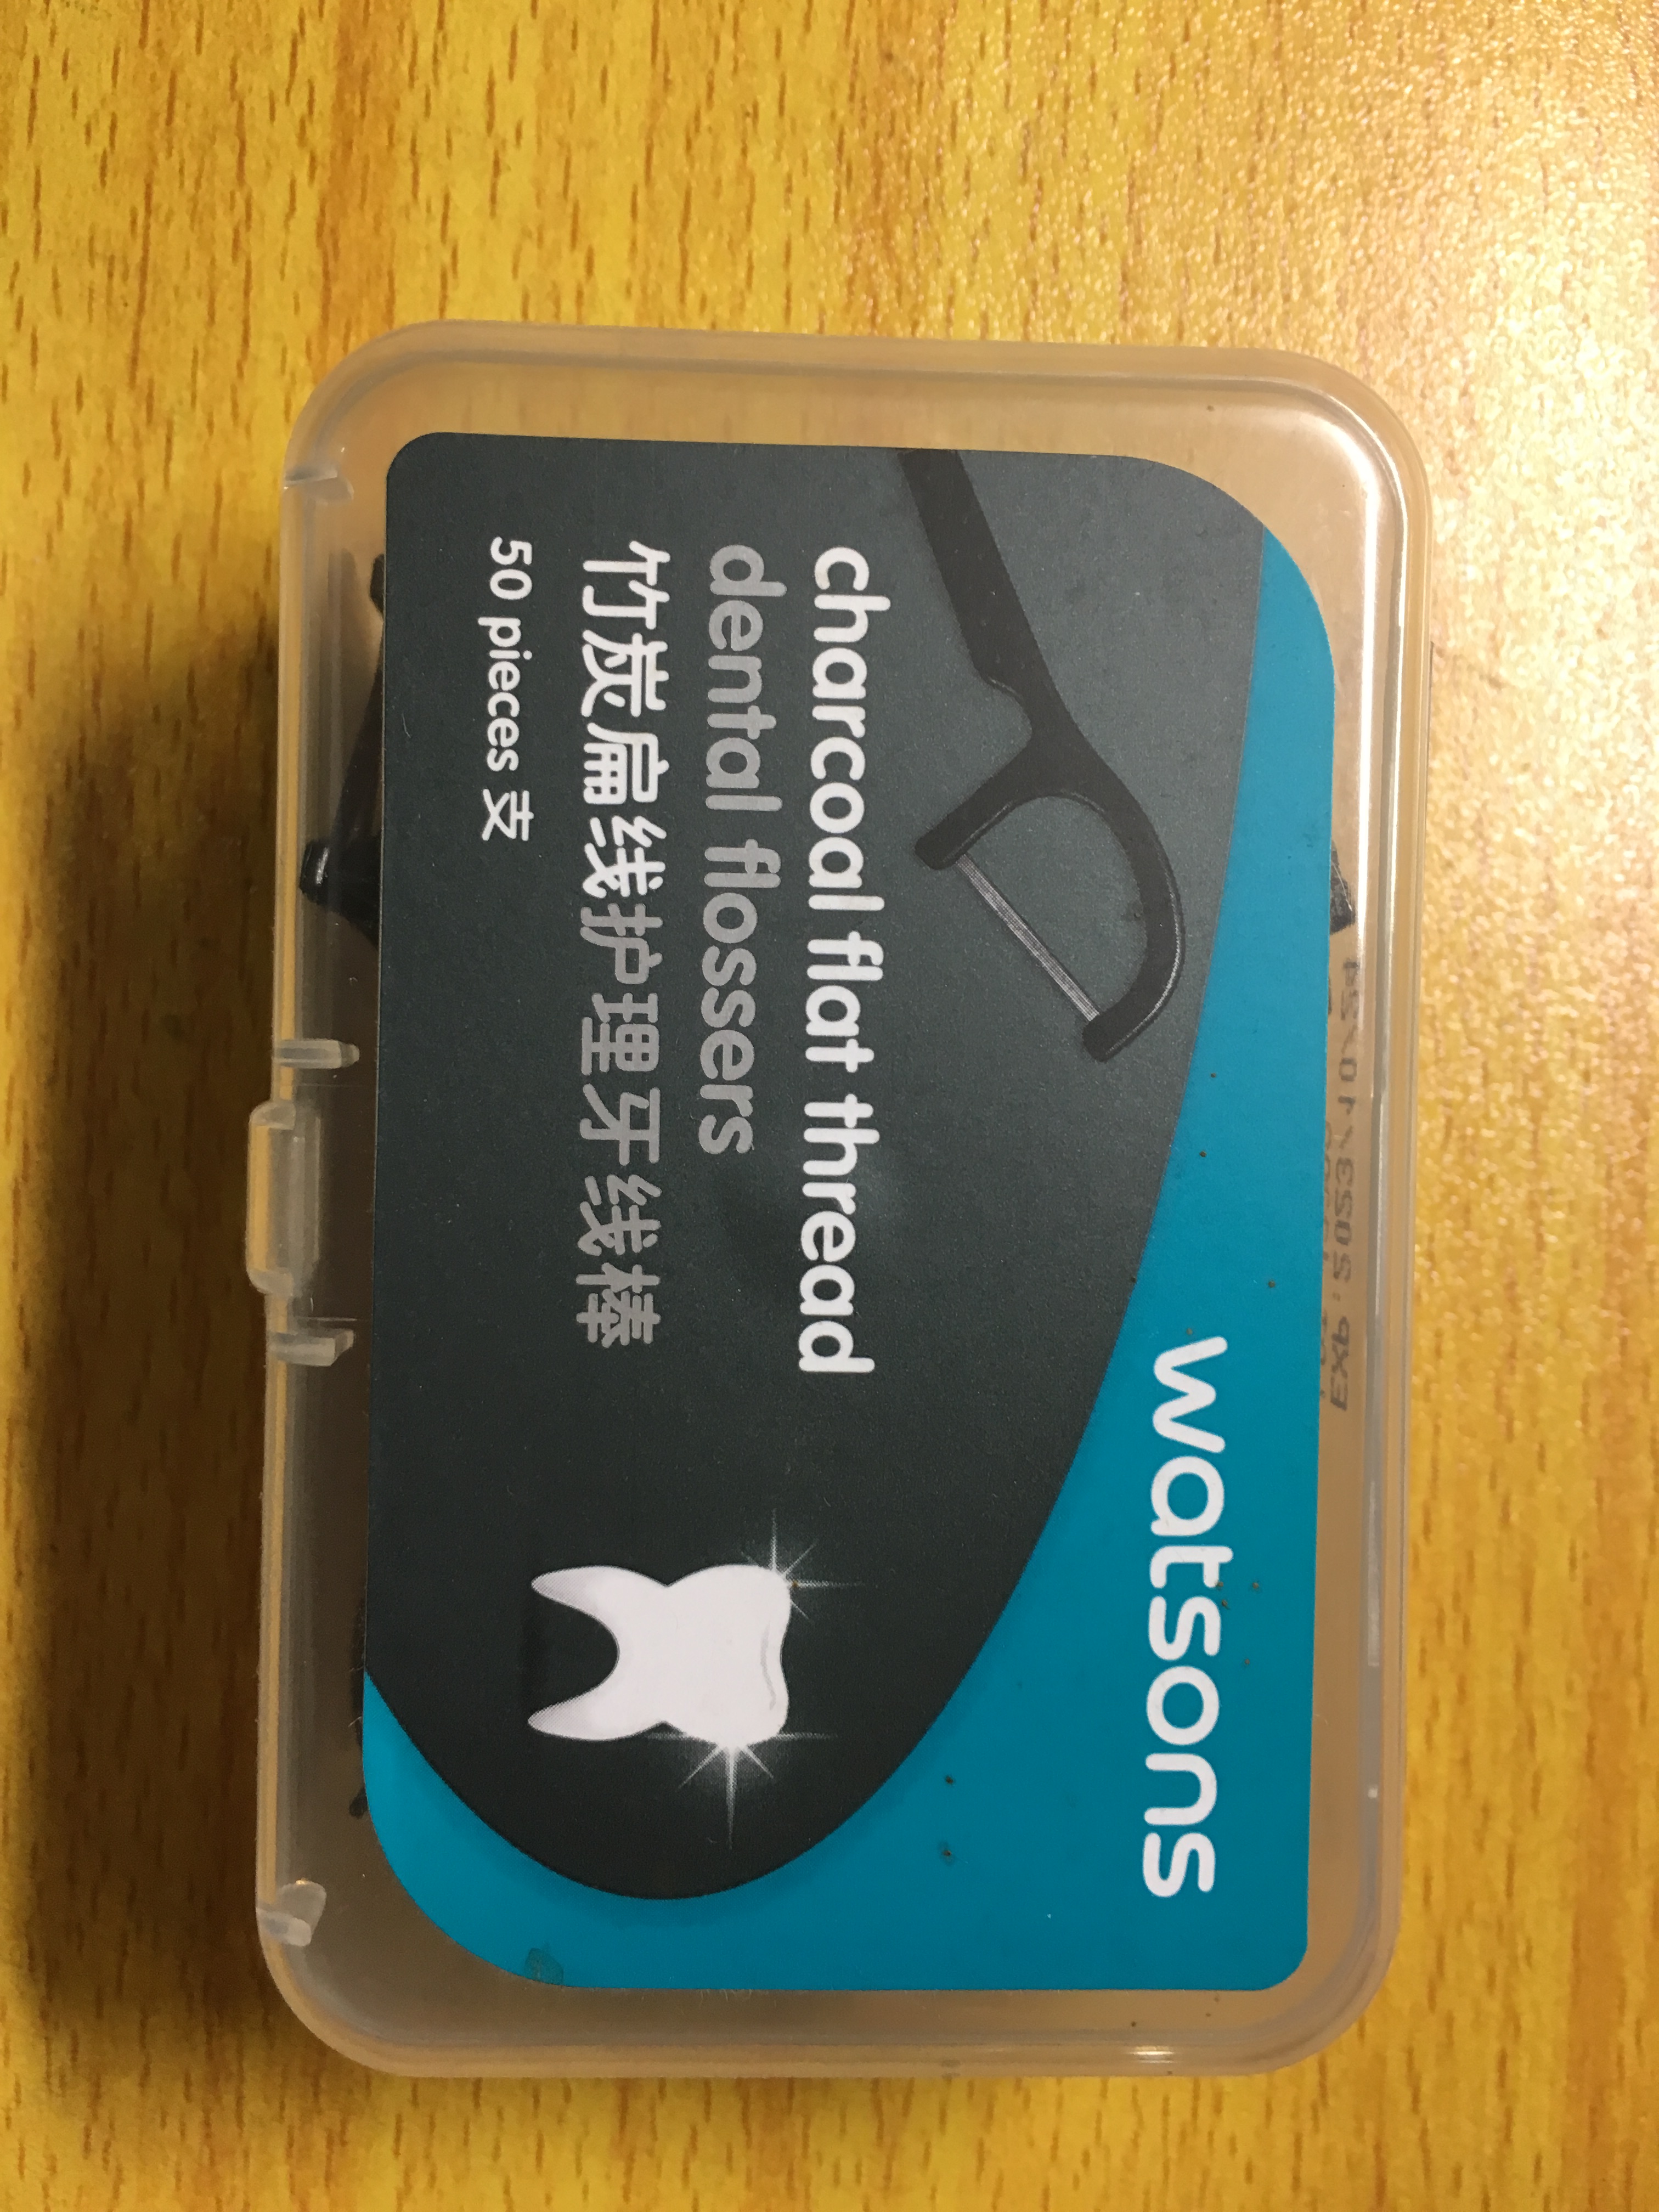 watsons
charcoal flat thread
dental flossers
竹炭扁线护理牙线棒
50 pieces 支